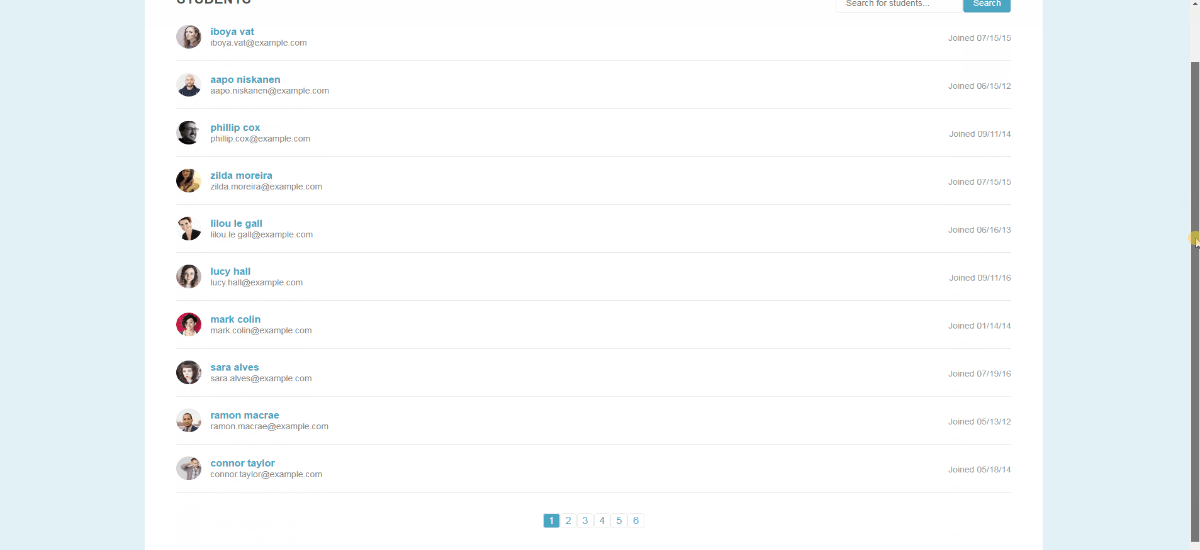 STUDENTS
Search for students...
Search
iboya vat
iboya.vat@example.com
Joined 07/15/15
aapo niskanen
aapo.niskanen@example.com
Joined 06/15/12
phillip cox
phillip.cox@example.com
Joined 09/11/14
zilda moreira
zilda.moreira@example.com
Joined 07/15/15
lilou le gall
lilou.le gall@example.com
Joined 06/16/13
lucy hall
lucy.hall@example.com
Joined 09/11/16
mark colin
mark.colin@example.com
Joined 01/14/14
sara alves
sara.alves@example.com
Joined 07/19/16
ramon macrae
ramon.macrae@example.com
Joined 05/13/12
connor taylor
connor.taylor@example.com
Joined 05/18/14
1 2 3 4 5 6